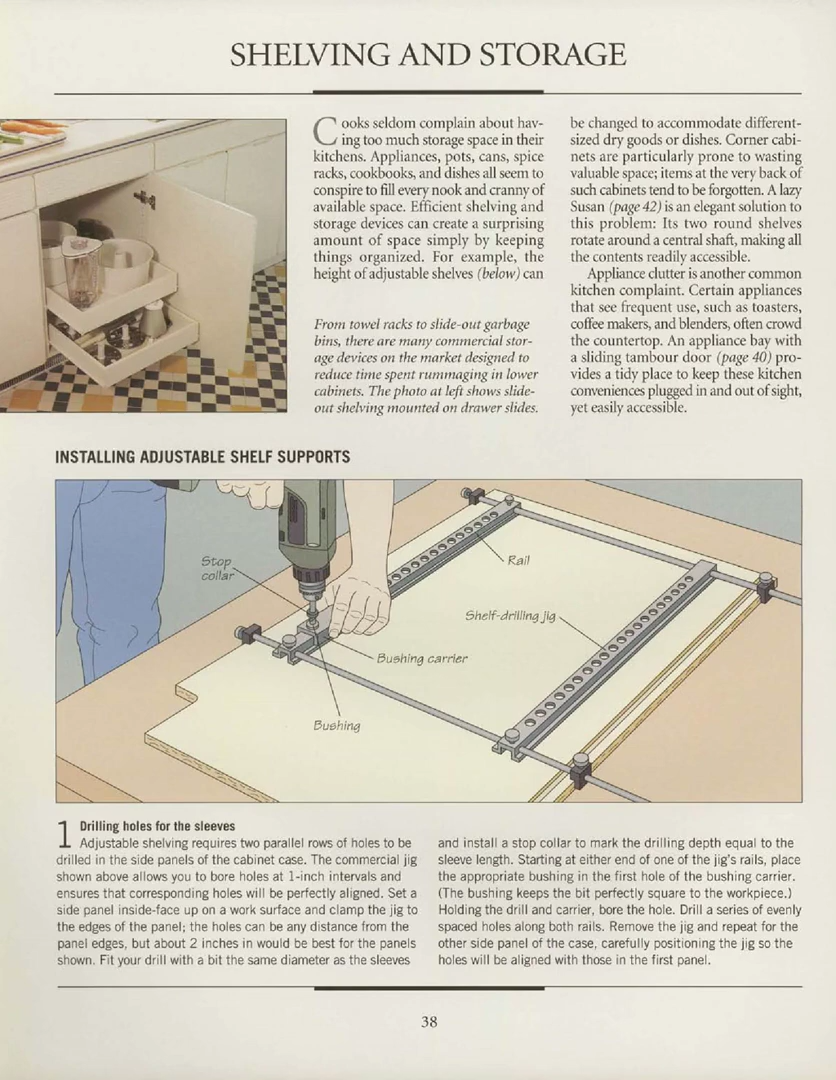 SHELVING AND STORAGE
Cooks seldom complain about hav-
ing too much storage space in their
kitchens. Appliances, pots, cans, spice
racks, cookbooks, and dishes all seem to
conspire to fill every nook and cranny of
available space. Efficient shelving and
storage devices can create a surprising
amount of space simply by keeping
things organized. For example, the
height of adjustable shelves (below) can
be changed to accommodate different-
sized dry goods or dishes. Corner cabi-
nets are particularly prone to wasting
valuable space; items at the very back of
such cabinets tend to be forgotten. A lazy
Susan (page 42) is an elegant solution to
this problem: Its two round shelves
rotate around a central shaft, making all
the contents readily accessible.
Appliance clutter is another common
kitchen complaint. Certain appliances
that see frequent use, such as toasters,
coffee makers, and blenders, often crowd
the countertop. An appliance bay with
a sliding tambour door (page 40) pro-
vides a tidy place to keep these kitchen
conveniences plugged in and out of sight,
yet easily accessible.
From towel racks to slide-out garbage
bins, there are many commercial stor-
age devices on the market designed to
reduce time spent rummaging in lower
cabinets. The photo at left shows slide-
out shelving mounted on drawer slides.
INSTALLING ADJUSTABLE SHELF SUPPORTS
Stop
collar
Rail
Shelf-drilling jig
Bushing carrier
Bushing
1 Drilling holes for the sleeves
Adjustable shelving requires two parallel rows of holes to be
drilled in the side panels of the cabinet case. The commercial jig
shown above allows you to bore holes at 1-inch intervals and
ensures that corresponding holes will be perfectly aligned. Set a
side panel inside-face up on a work surface and clamp the jig to
the edges of the panel; the holes can be any distance from the
panel edges, but about 2 inches in would be best for the panels
shown. Fit your drill with a bit the same diameter as the sleeves
and install a stop collar to mark the drilling depth equal to the
sleeve length. Starting at either end of one of the jig's rails, place
the appropriate bushing in the first hole of the bushing carrier.
(The bushing keeps the bit perfectly square to the workpiece.)
Holding the drill and carrier, bore the hole. Drill a series of evenly
spaced holes along both rails. Remove the jig and repeat for the
other side panel of the case, carefully positioning the jig so the
holes will be aligned with those in the first panel.
38